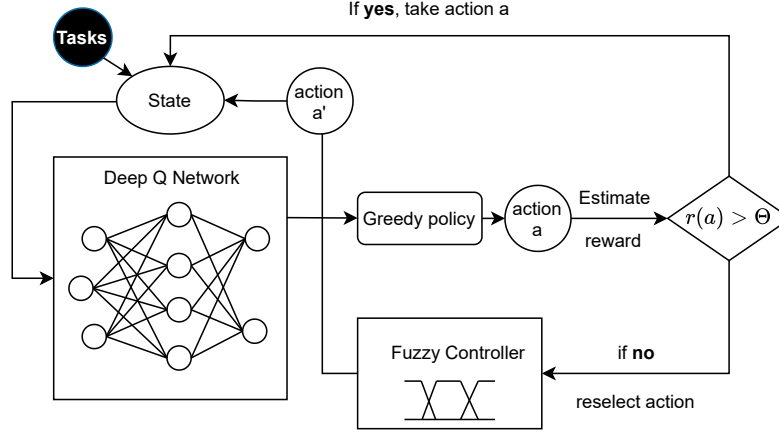 If yes, take action a
Tasks
State
action
a'
Deep Q Network
Greedy policy
action
a
Estimate
reward
r(a) > Θ
Fuzzy Controller
if no
reselect action